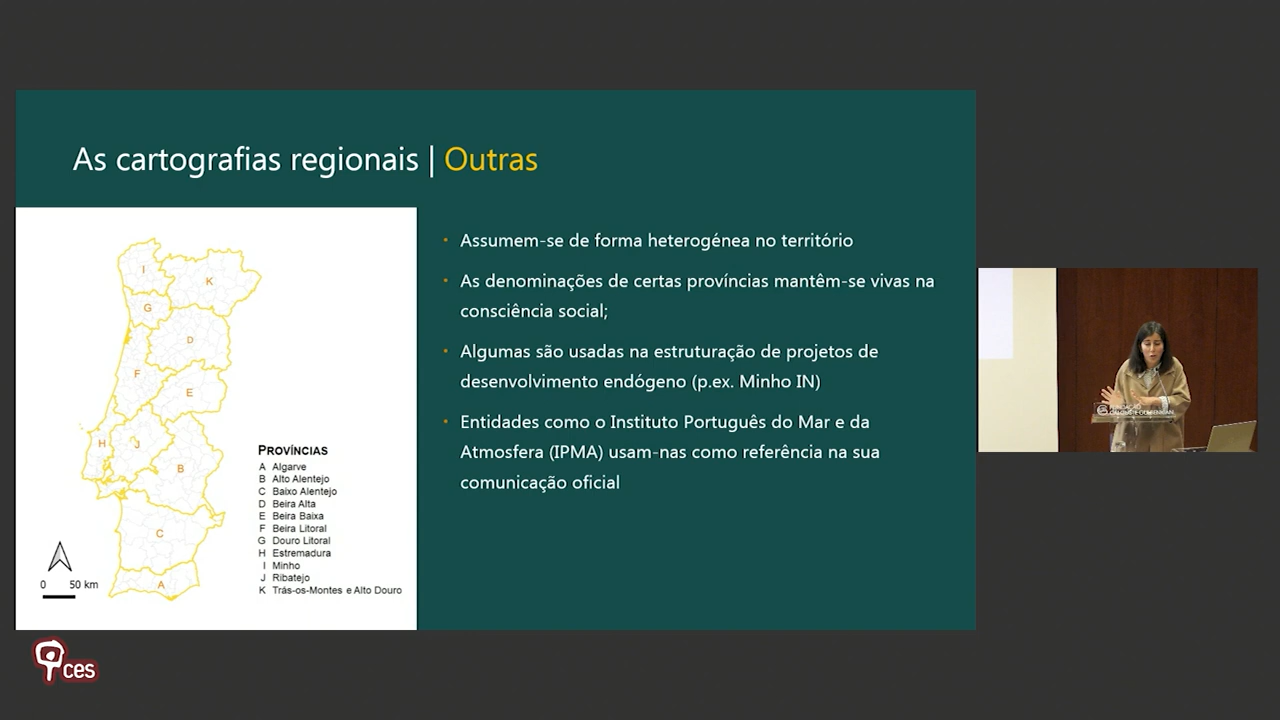 As cartografias regionais | Outras
I
K
G
D
F
E
H
J
B
C
A
0 50 km
PROVÍNCIAS
A Algarve
B Alto Alentejo
C Baixo Alentejo
D Beira Alta
E Beira Baixa
F Beira Litoral
G Douro Litoral
H Estremadura
I Minho
J Ribatejo
K Trás-os-Montes e Alto Douro
• Assumem-se de forma heterogénea no território
• As denominações de certas províncias mantêm-se vivas na
consciência social;
• Algumas são usadas na estruturação de projetos de
desenvolvimento endógeno (p.ex. Minho IN)
• Entidades como o Instituto Português do Mar e da
Atmosfera (IPMA) usam-nas como referência na sua
comunicação oficial
FUNDAÇÃO
CALOUSTE GULBENKIAN
ces